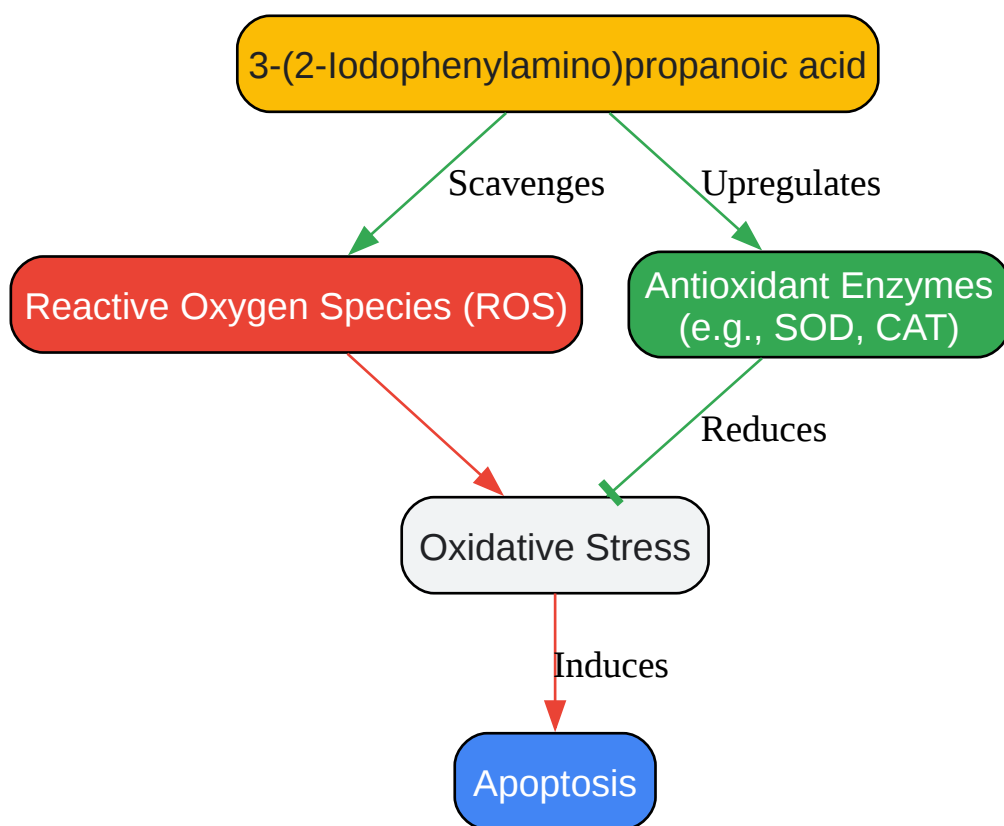 3-(2-Iodophenylamino)propanoic acid
Scavenges
Upregulates
Reactive Oxygen Species (ROS)
Antioxidant Enzymes
(e.g., SOD, CAT)
Reduces
Oxidative Stress
Induces
Apoptosis